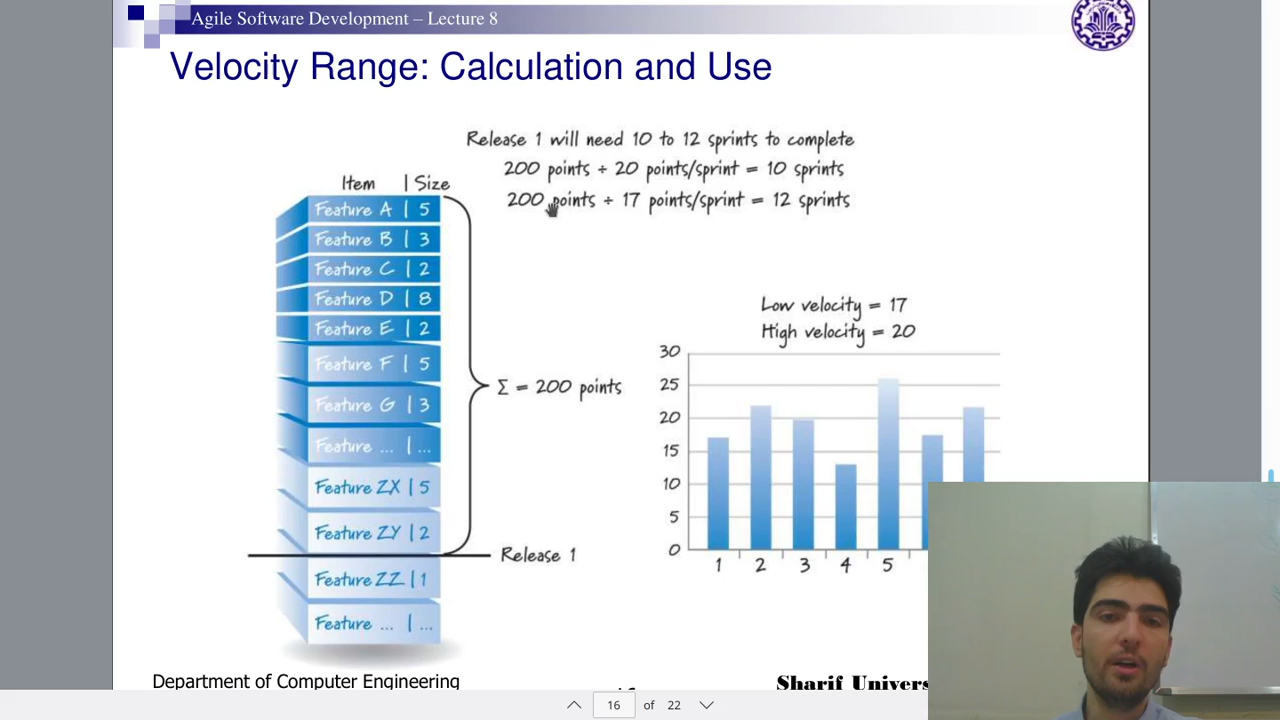 Agile Software Development – Lecture 8
Velocity Range: Calculation and Use
Release 1 will need 10 to 12 sprints to complete
200 points ÷ 20 points/sprint = 10 sprints
200 points ÷ 17 points/sprint = 12 sprints
Item | Size
Feature A | 5
Feature B | 3
Feature C | 2
Feature D | 8
Feature E | 2
Feature F | 5
Feature G | 3
Feature ... | ...
Feature ZX | 5
Feature ZY | 2
Σ = 200 points
Release 1
Feature ZZ | 1
Feature ... | ...
Low velocity = 17
High velocity = 20
30
25
20
15
10
5
0
1 2 3 4 5
Department of Computer Engineering
Sharif
16 of 22